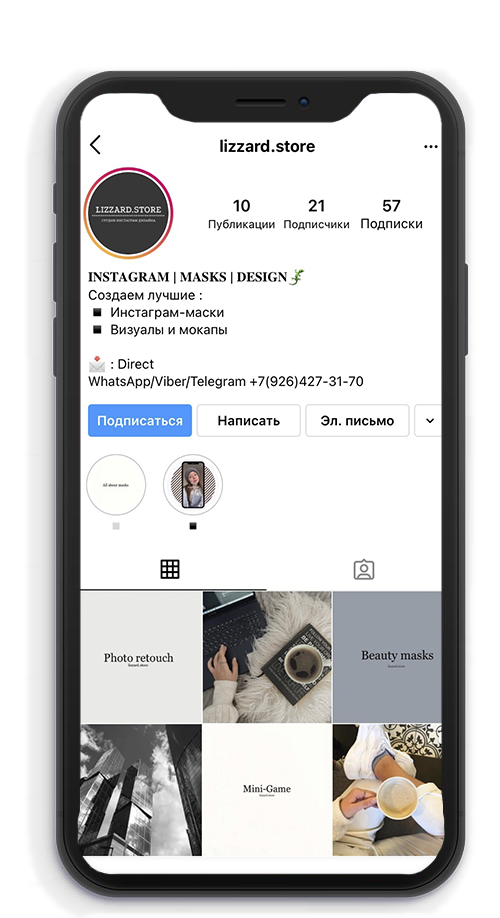 lizzard.store
LIZZARD.STORE
СТУДИЯ ИНСТАГРАМ ДИЗАЙНА
10 21 57
Публикации Подписчики Подписки
INSTAGRAM | MASKS | DESIGN
Создаем лучшие :
Инстаграм-маски
Визуалы и мокапы
: Direct
WhatsApp/Viber/Telegram +7(926)427-31-70
Подписаться Написать Эл. письмо
All about masks
Photo retouch
lizzard.store
Beauty masks
lizzard.store
Mini-Game
lizzard.store